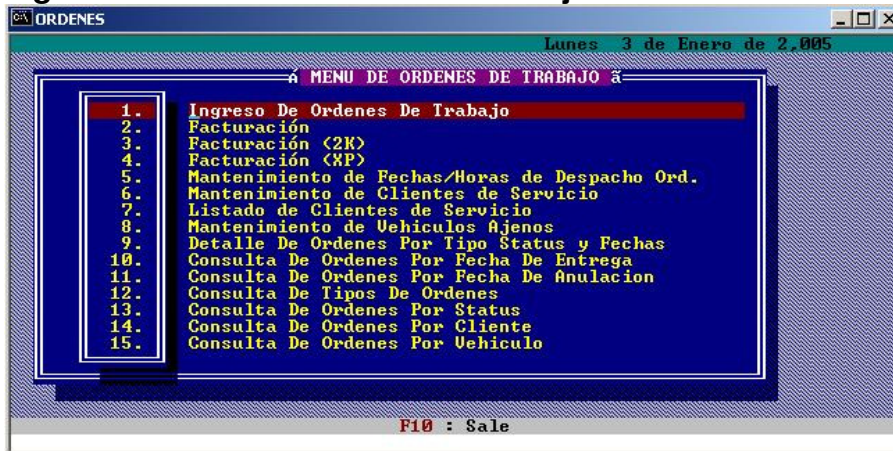 ORDENES
Lunes 3 de Enero de 2,005
á MENU DE ORDENES DE TRABAJO ã
1. Ingreso De Ordenes De Trabajo
2. Facturación
3. Facturación (2K)
4. Facturación (XP)
5. Mantenimiento de Fechas/Horas de Despacho Ord.
6. Mantenimiento de Clientes de Servicio
7. Listado de Clientes de Servicio
8. Mantenimiento de Vehiculos Ajenos
9. Detalle De Ordenes Por Tipo Status y Fechas
10. Consulta De Ordenes Por Fecha De Entrega
11. Consulta De Ordenes Por Fecha De Anulacion
12. Consulta De Tipos De Ordenes
13. Consulta De Ordenes Por Status
14. Consulta De Ordenes Por Cliente
15. Consulta De Ordenes Por Vehiculo
F10 : Sale